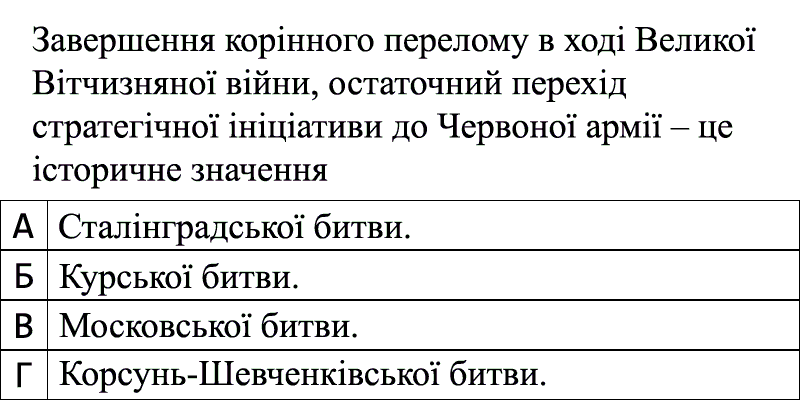 Завершення корінного перелому в ході Великої
Вітчизняної війни, остаточний перехід
стратегічної ініціативи до Червоної армії – це
історичне значення
А Сталінградської битви.
Б Курської битви.
В Московської битви.
Г Корсунь-Шевченківської битви.